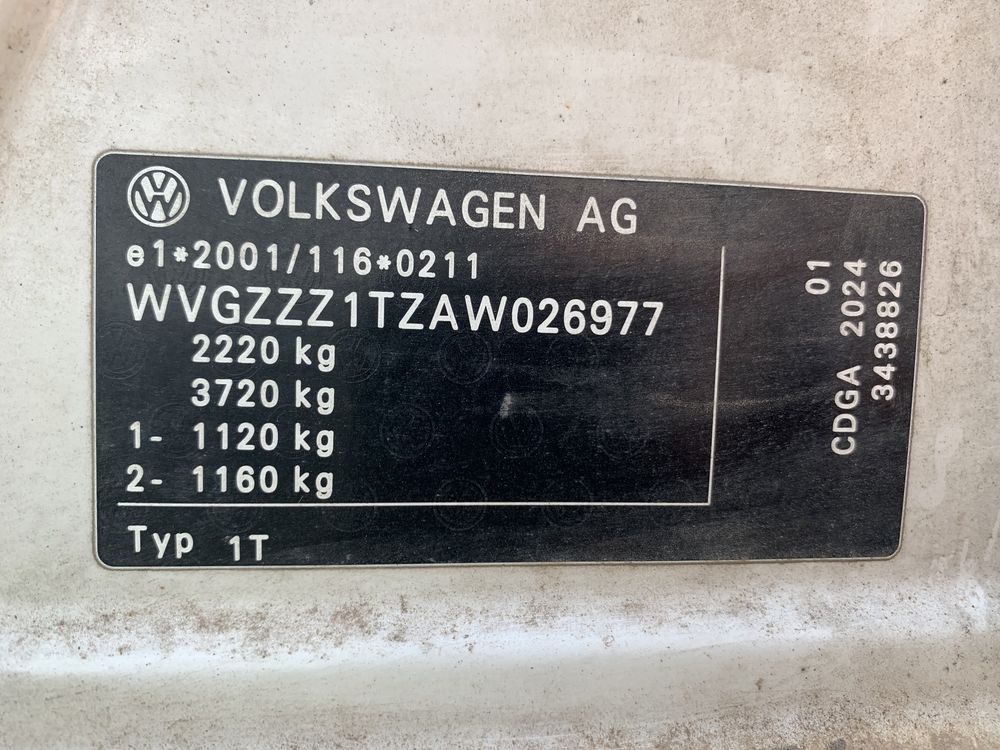 VOLKSWAGEN AG
e1*2001/116*0211
WVGZZZ1TZAW026977
2220 kg
3720 kg
1- 1120 kg
2- 1160 kg
Typ 1T
01
CDGA 2024
3438826